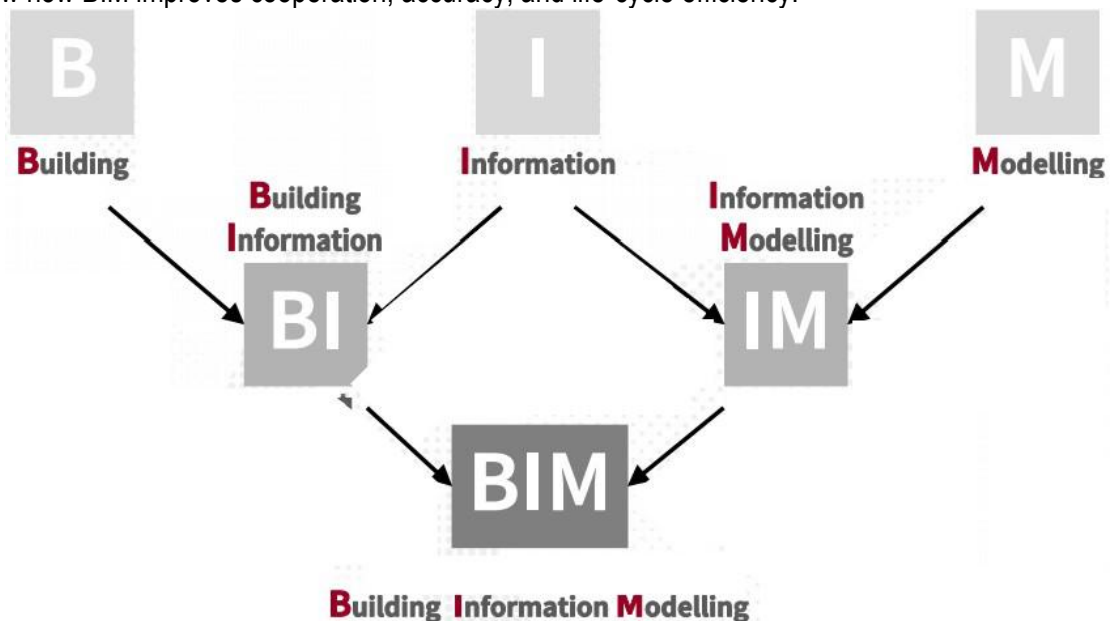 how BIM improves cooperation, accuracy, and life-cycle efficiency.
B I M
Building Information Modelling
Building Information
Information Modelling
BI IM
BIM
Building Information Modelling